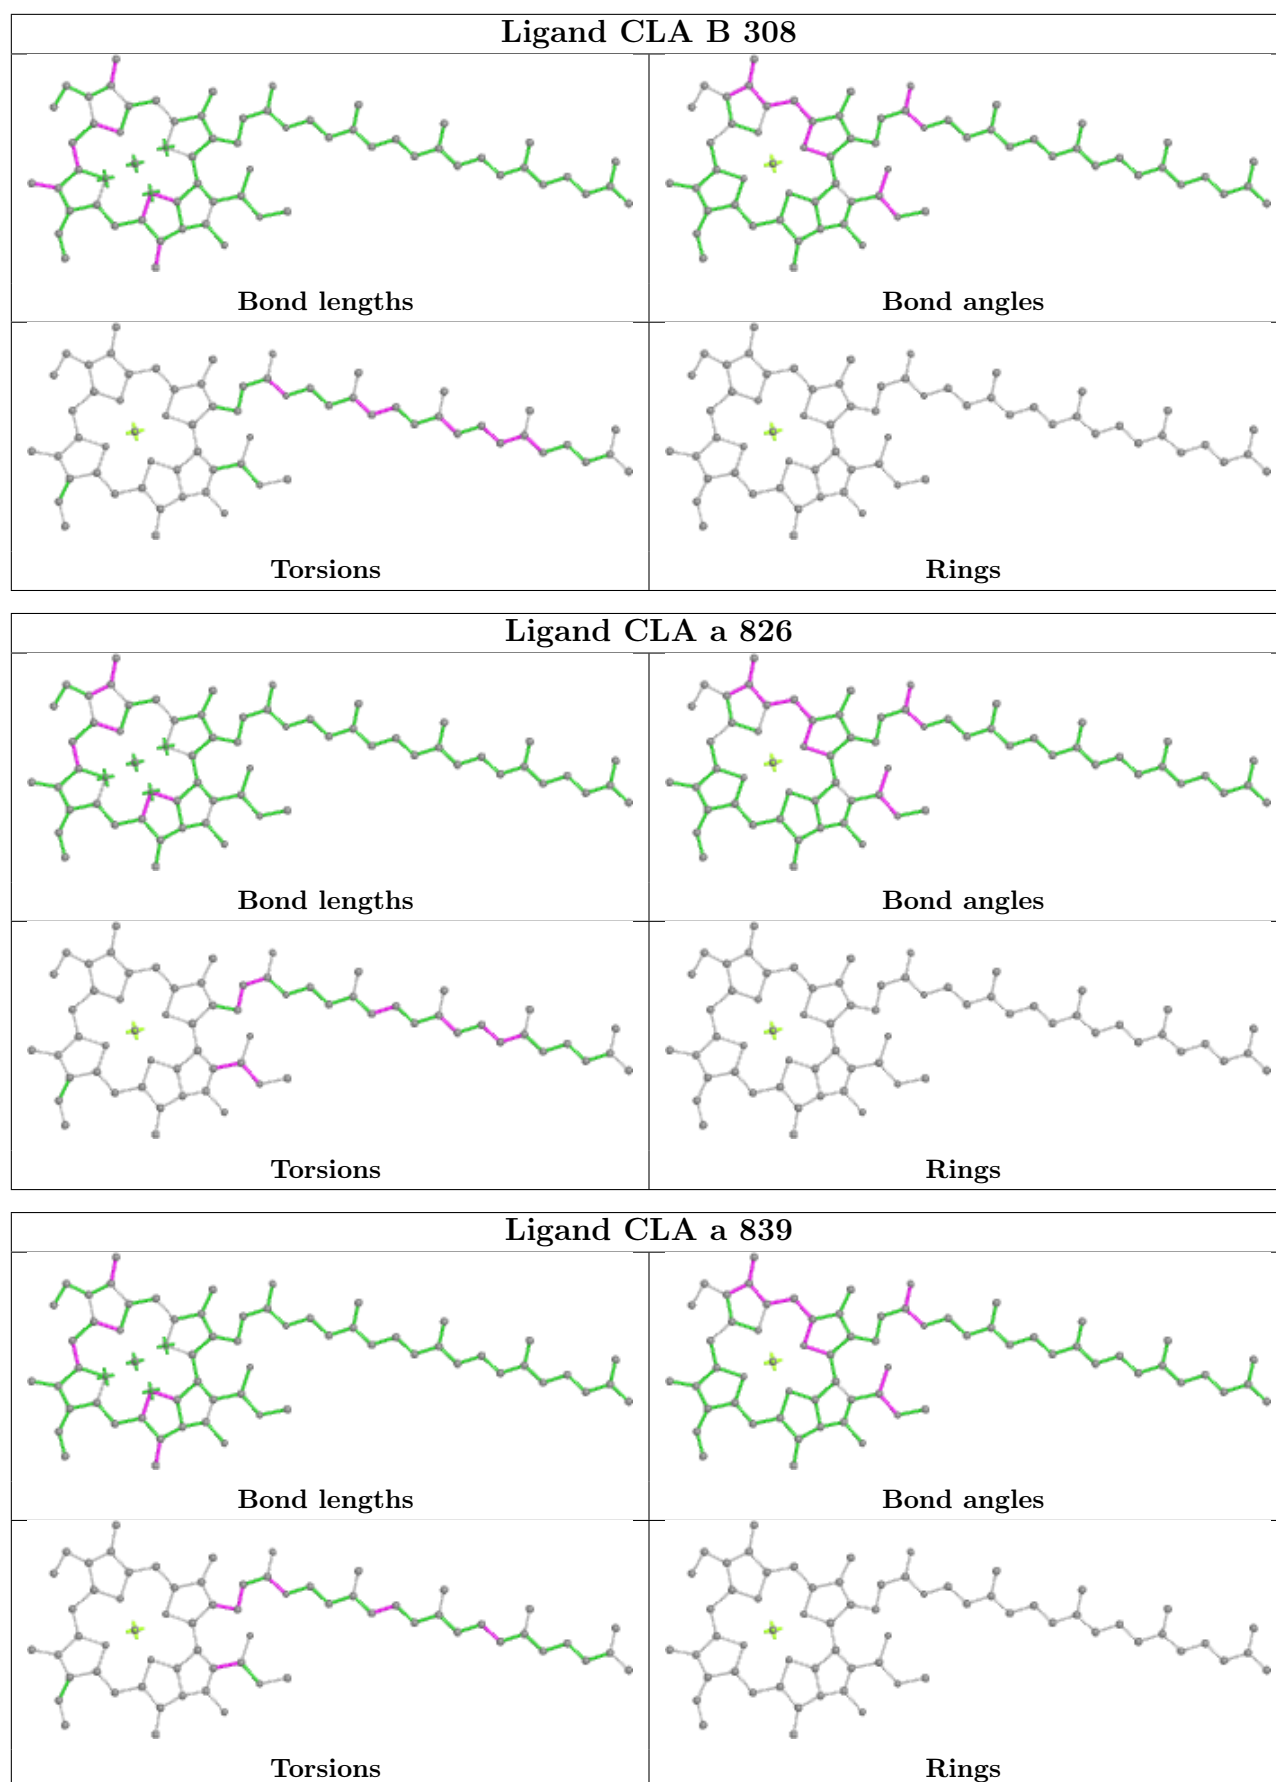 Ligand CLA B 308
Bond lengths
Bond angles
Torsions
Rings
Ligand CLA a 826
Bond lengths
Bond angles
Torsions
Rings
Ligand CLA a 839
Bond lengths
Bond angles
Torsions
Rings